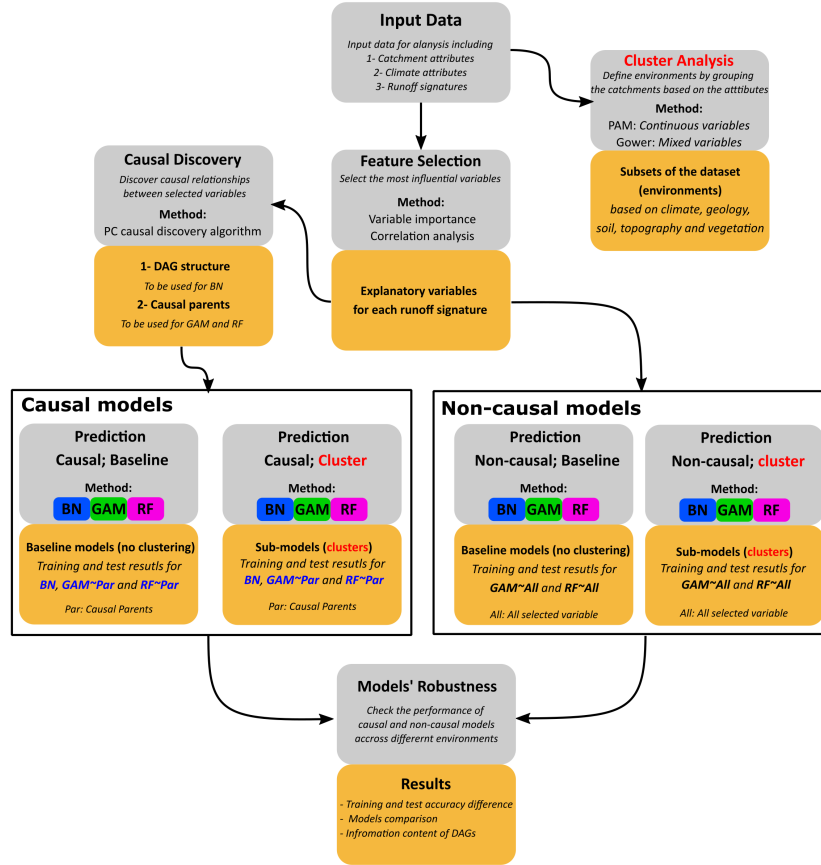 Input Data
Input data for alanysis including
1- Catchment attributes
2- Climate attributes
3- Runoff signatures
Cluster Analysis
Define environments by grouping
the catchments based on the attibutes
Method:
PAM: Continuous variables
Gower: Mixed variables
Subsets of the dataset
(environments)
based on climate, geology,
soil, topography and vegetation
Causal Discovery
Discover causal relationships
between selected variables
Method:
PC causal discovery algorithm
1- DAG structure
To be used for BN
2- Causal parents
To be used for GAM and RF
Feature Selection
Select the most influential variables
Method:
Variable importance
Correlation analysis
Explanatory variables
for each runoff signature
Causal models
Prediction
Causal; Baseline
Method:
BN GAM RF
Baseline models (no clustering)
Training and test resutls for
BN, GAM~Par and RF~Par
Par: Causal Parents
Prediction
Causal; Cluster
Method:
BN GAM RF
Sub-models (clusters)
Training and test resutls for
BN, GAM~Par and RF~Par
Par: Causal Parents
Non-causal models
Prediction
Non-causal; Baseline
Method:
BN GAM RF
Baseline models (no clustering)
Training and test resutls for
GAM~All and RF~All
All: All selected variable
Prediction
Non-causal; cluster
Method:
BN GAM RF
Sub-models (clusters)
Training and test resutls for
GAM~All and RF~All
All: All selected variable
Models' Robustness
Check the performance of
causal and non-causal models
accross differernt environments
Results
- Training and test accuracy difference
- Models comparison
- Infromation content of DAGs